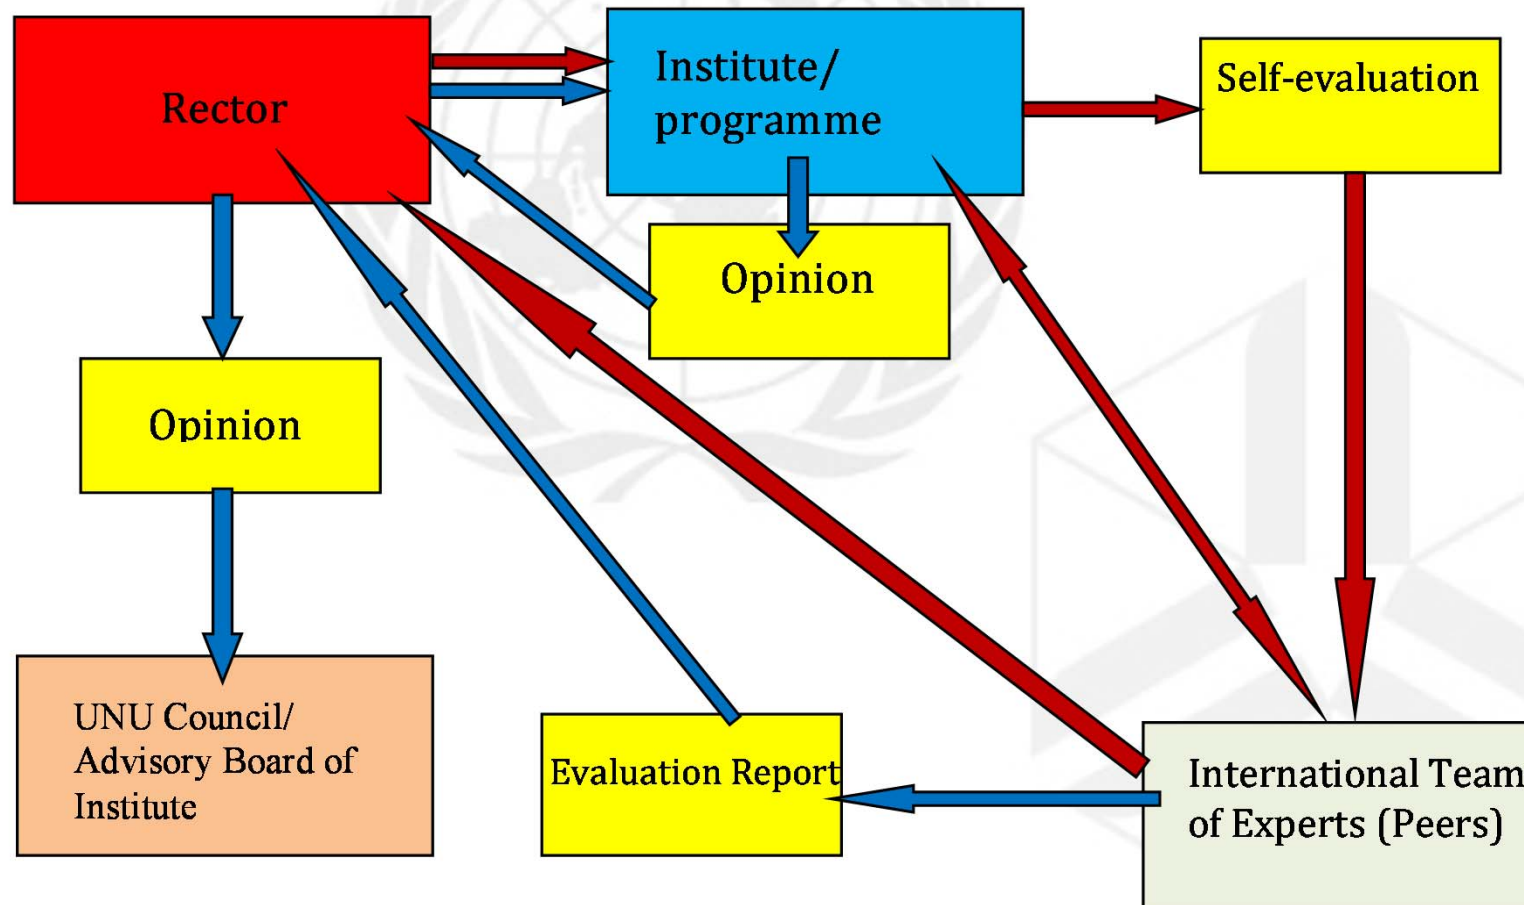 Rector
Institute/
programme
Self-evaluation
Opinion
Opinion
UNU Council/
Advisory Board of
Institute
Evaluation Report
International Team
of Experts (Peers)